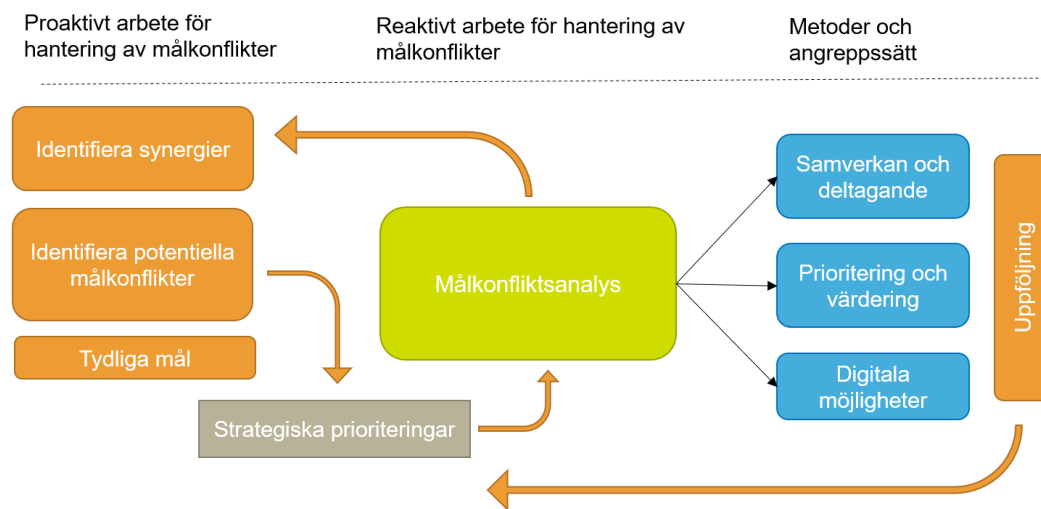 Proaktivt arbete för
hantering av målkonflikter
Reaktivt arbete för hantering av
målkonflikter
Metoder och
angreppssätt
Identifiera synergier
Identifiera potentiella
målkonflikter
Tydliga mål
Strategiska prioriteringar
Målkonfliktsanalys
Samverkan och
deltagande
Prioritering och
värdering
Digitala
möjligheter
Uppföljning